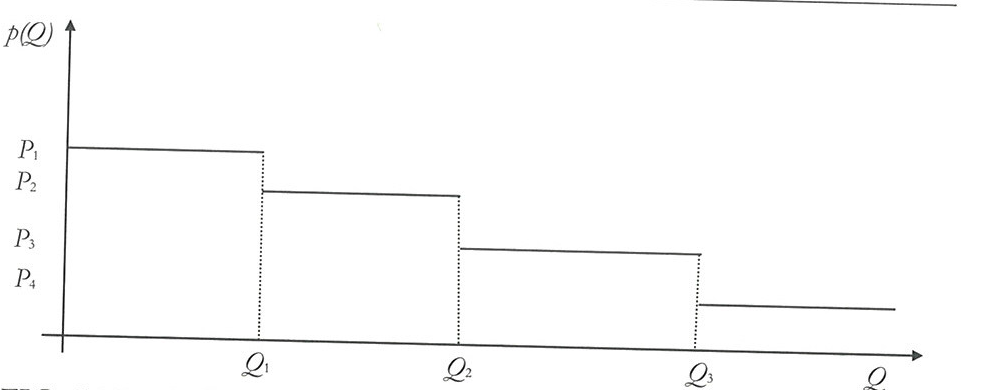 p(Q)
P₁
P₂
P₃
P₄
Q₁ Q₂ Q₃ Q